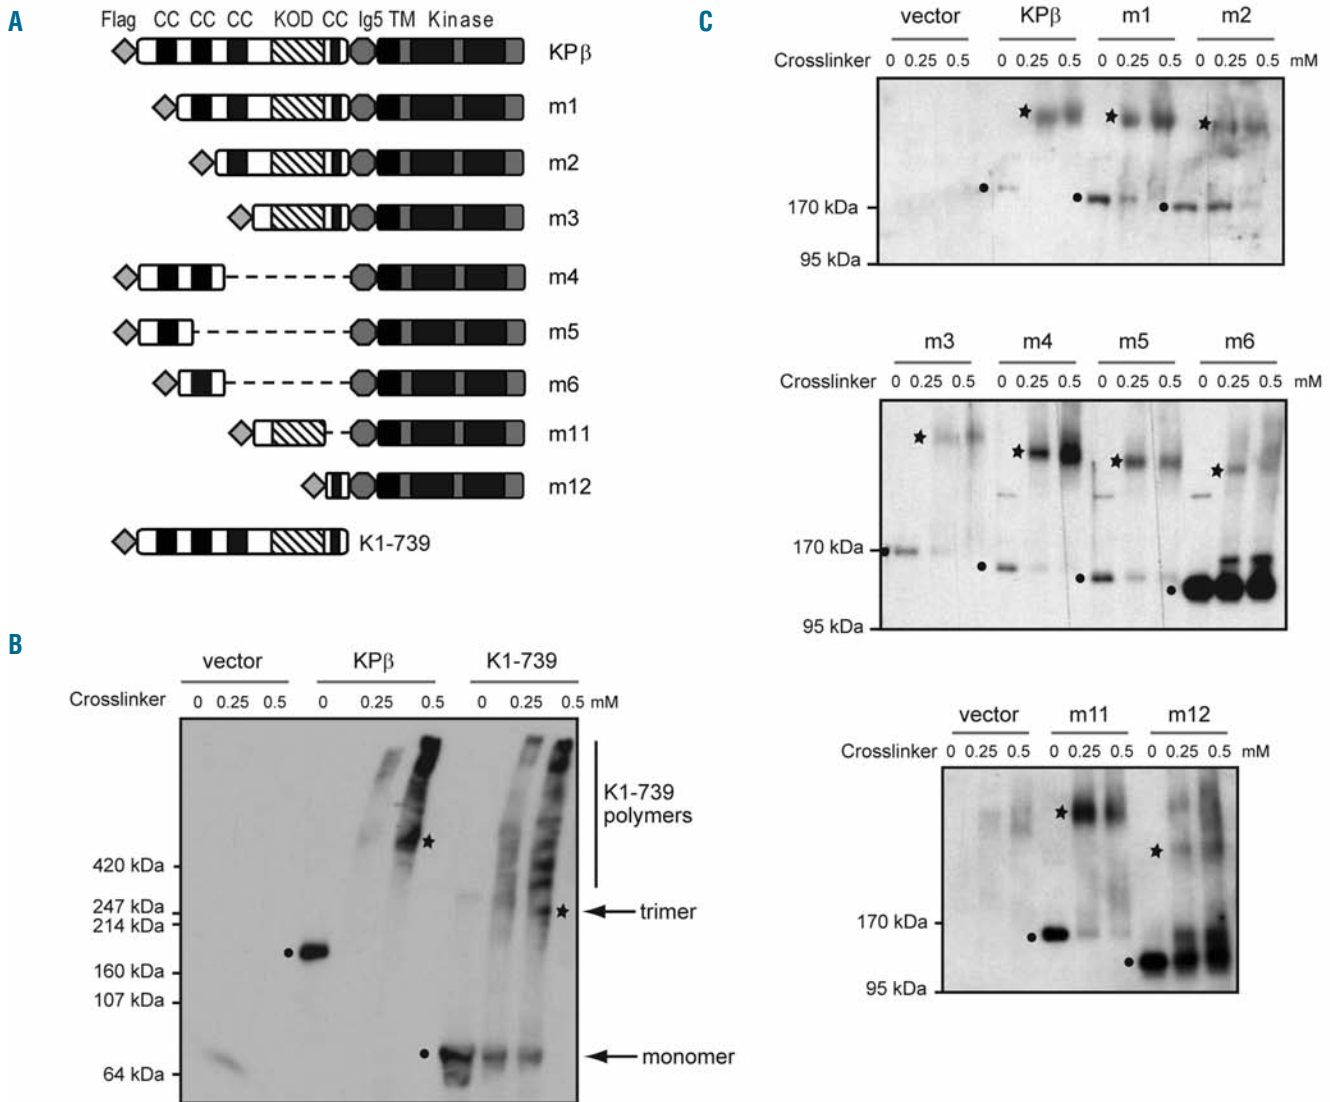 A
Flag CC CC CC KOD CC Ig5 TM Kinase
KPβ
m1
m2
m3
m4
m5
m6
m11
m12
K1-739
B
vector KPβ K1-739
Crosslinker 0 0.25 0.5 0 0.25 0.5 0 0.25 0.5 mM
420 kDa
247 kDa
214 kDa
160 kDa
107 kDa
64 kDa
K1-739
polymers
trimer
monomer
C
vector KPβ m1 m2
Crosslinker 0 0.25 0.5 0 0.25 0.5 0 0.25 0.5 0 0.25 0.5 mM
170 kDa
95 kDa
m3 m4 m5 m6
Crosslinker 0 0.25 0.5 0 0.25 0.5 0 0.25 0.5 0 0.25 0.5 mM
170 kDa
95 kDa
vector m11 m12
Crosslinker 0 0.25 0.5 0 0.25 0.5 0 0.25 0.5 mM
170 kDa
95 kDa